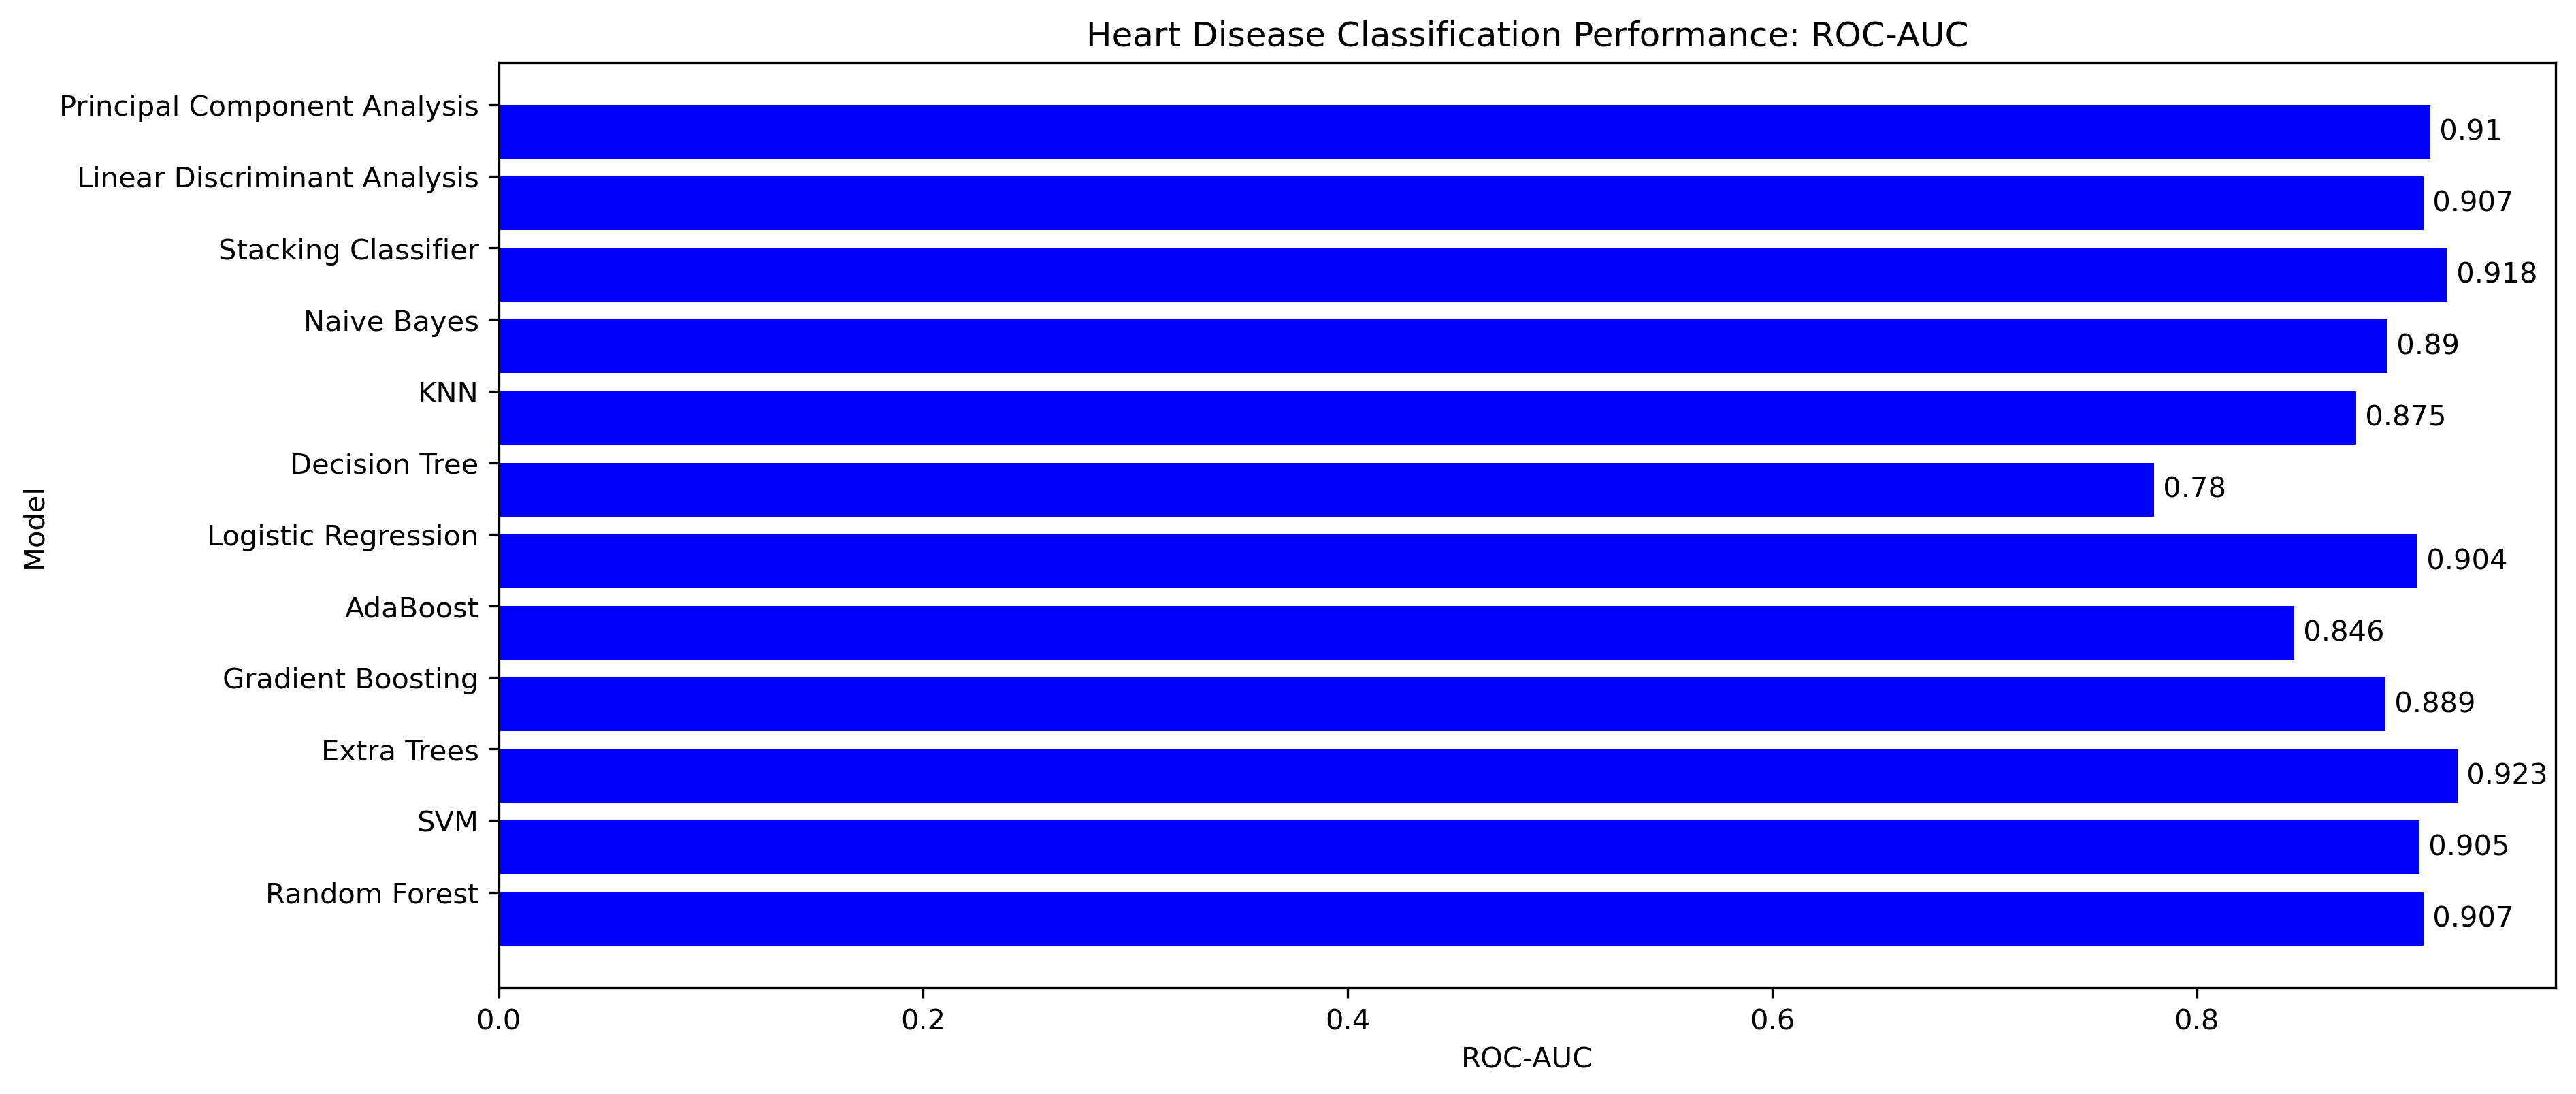 Heart Disease Classification Performance: ROC-AUC
Principal Component Analysis
0.91
Linear Discriminant Analysis
0.907
Stacking Classifier
0.918
Naive Bayes
0.89
KNN
0.875
Decision Tree
0.78
Logistic Regression
0.904
AdaBoost
0.846
Gradient Boosting
0.889
Extra Trees
0.923
SVM
0.905
Random Forest
0.907
Model
0.0 0.2 0.4 0.6 0.8
ROC-AUC